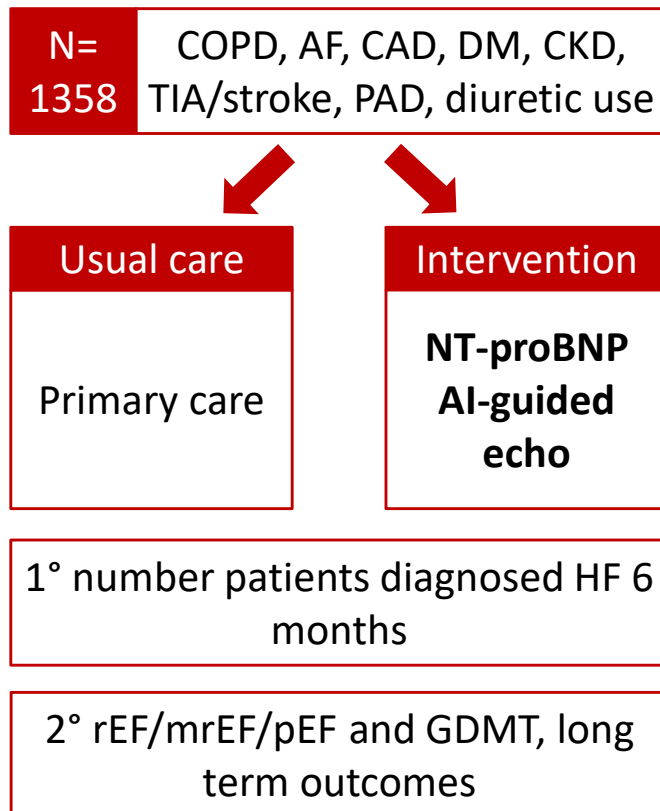 N=
1358
COPD, AF, CAD, DM, CKD,
TIA/stroke, PAD, diuretic use
Usual care
Primary care
Intervention
NT-proBNP
AI-guided
echo
1° number patients diagnosed HF 6
months
2° rEF/mrEF/pEF and GDMT, long
term outcomes